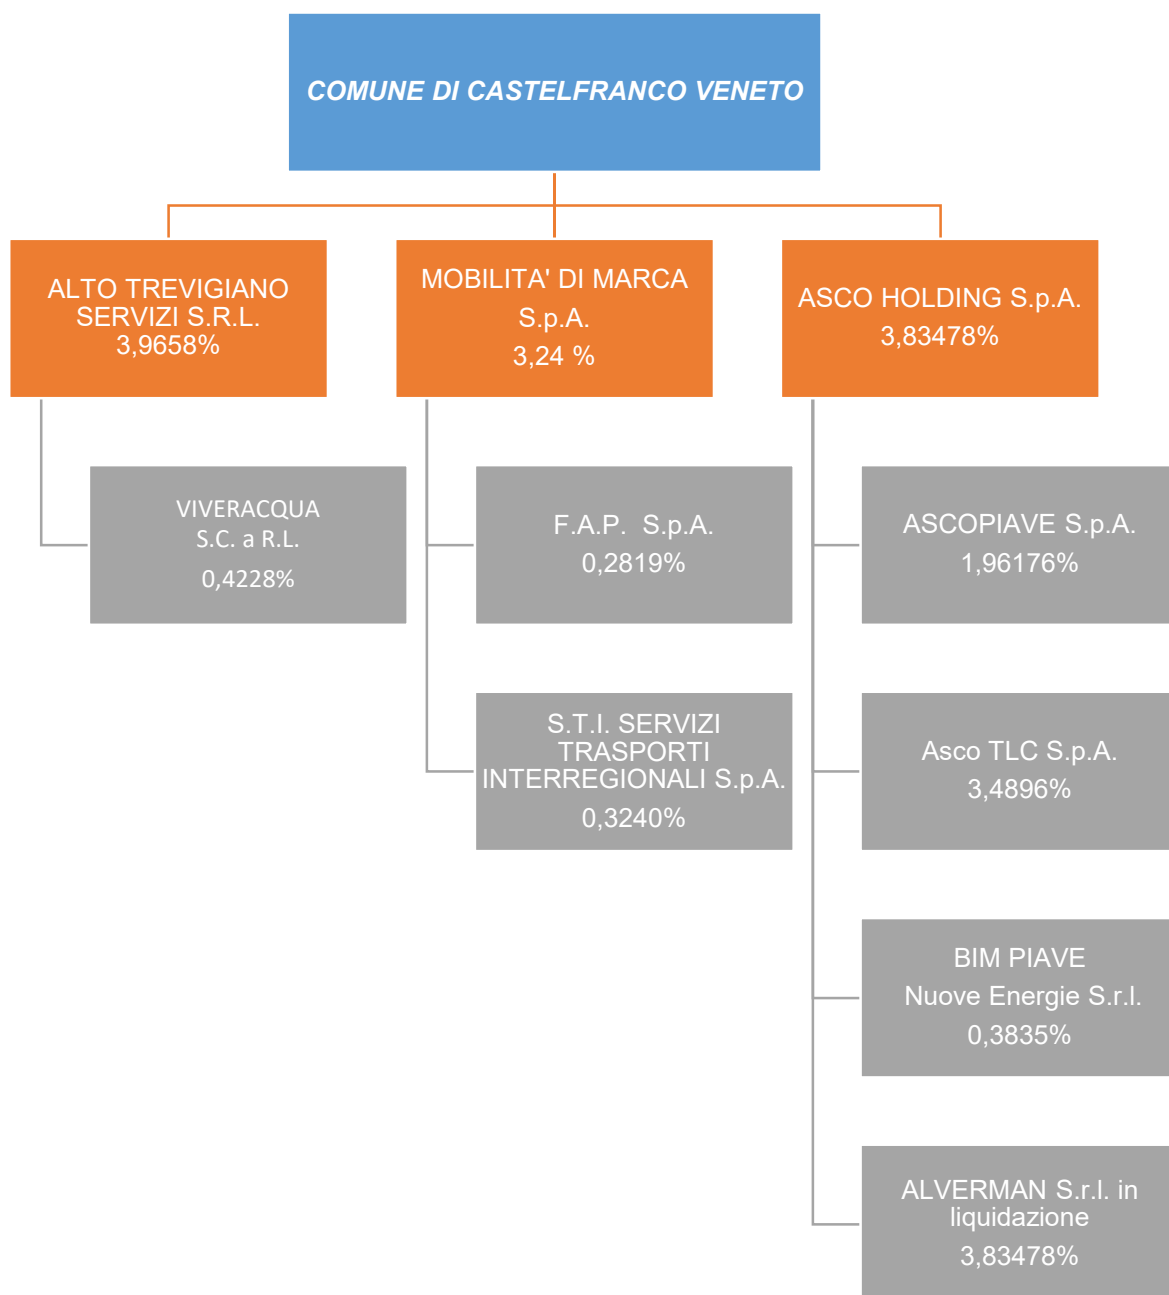 COMUNE DI CASTELFRANCO VENETO
ALTO TREVIGIANO
SERVIZI S.R.L.
3,9658%
MOBILITA' DI MARCA
S.p.A.
3,24 %
ASCO HOLDING S.p.A.
3,83478%
VIVERACQUA
S.C. a R.L.
0,4228%
F.A.P. S.p.A.
0,2819%
ASCOPIAVE S.p.A.
1,96176%
S.T.I. SERVIZI
TRASPORTI
INTERREGIONALI S.p.A.
0,3240%
Asco TLC S.p.A.
3,4896%
BIM PIAVE
Nuove Energie S.r.l.
0,3835%
ALVERMAN S.r.l. in
liquidazione
3,83478%